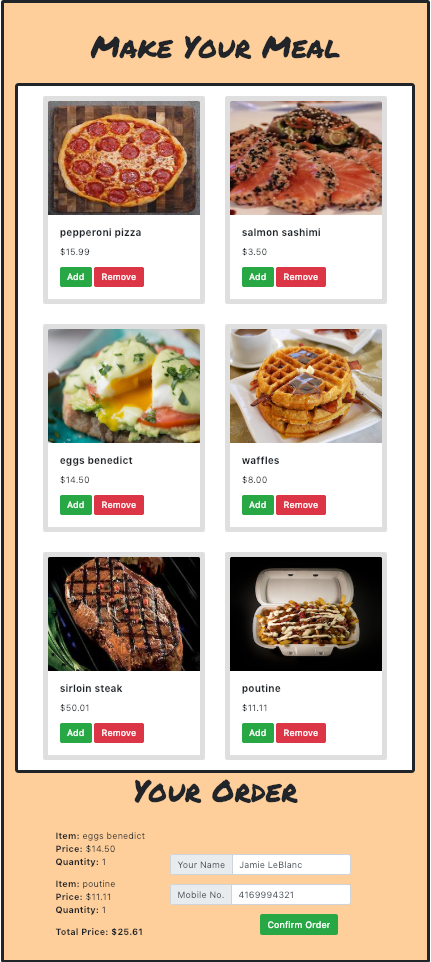 Make Your Meal
pepperoni pizza
$15.99
Add Remove
salmon sashimi
$3.50
Add Remove
eggs benedict
$14.50
Add Remove
waffles
$8.00
Add Remove
sirloin steak
$50.01
Add Remove
poutine
$11.11
Add Remove
Your Order
Item: eggs benedict
Price: $14.50
Quantity: 1
Item: poutine
Price: $11.11
Quantity: 1
Total Price: $25.61
Your Name Jamie LeBlanc
Mobile No. 4169994321
Confirm Order